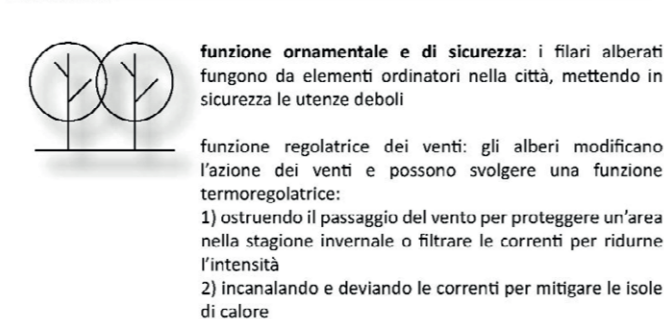 funzione ornamentale e di sicurezza: i filari alberati
fungono da elementi ordinatori nella città, mettendo in
sicurezza le utenze deboli
funzione regolatrice dei venti: gli alberi modificano
l'azione dei venti e possono svolgere una funzione
termoregolatrice:
1) ostruendo il passaggio del vento per proteggere un'area
nella stagione invernale o filtrare le correnti per ridurne
l'intensità
2) incanalando e deviando le correnti per mitigare le isole
di calore